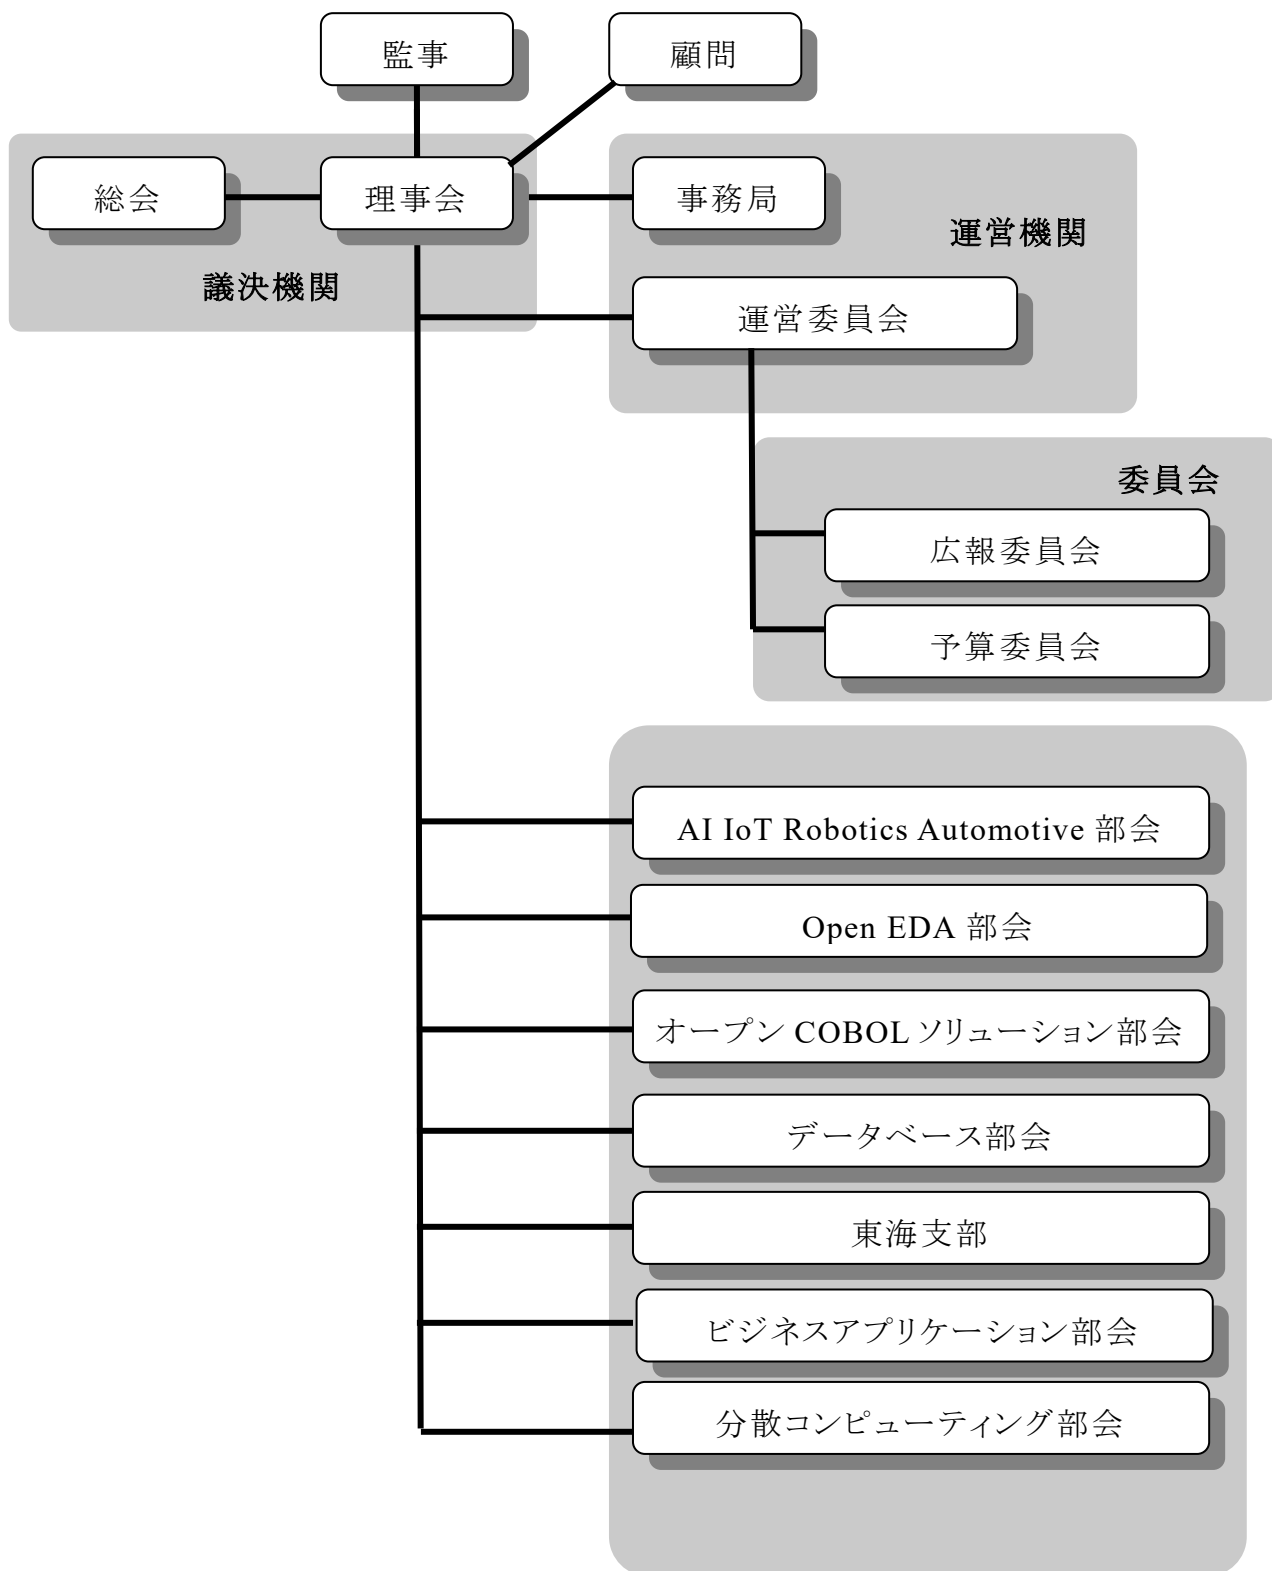 監事
顧問
総会
理事会
事務局
運営機関
議決機関
運営委員会
委員会
広報委員会
予算委員会
AI IoT Robotics Automotive 部会
Open EDA 部会
オープン COBOL ソリューション部会
データベース部会
東海支部
ビジネスアプリケーション部会
分散コンピューティング部会